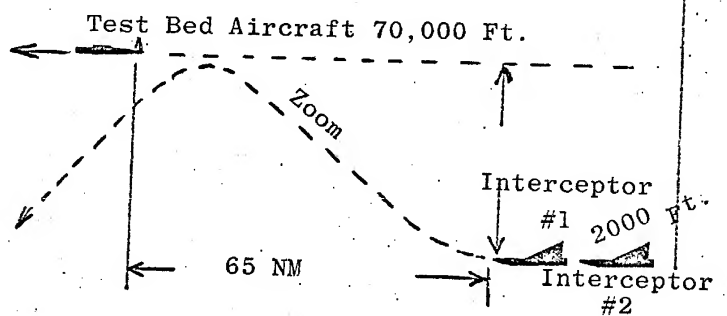 Test Bed Aircraft 70,000 Ft.
Zoom
Interceptor
#1
2000 Ft.
65 NM
Interceptor
#2